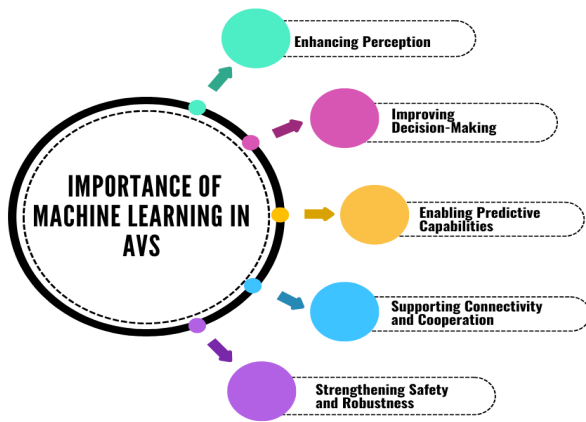 IMPORTANCE OF
MACHINE LEARNING IN
AVS
Enhancing Perception
Improving
Decision-Making
Enabling Predictive
Capabilities
Supporting Connectivity
and Cooperation
Strengthening Safety
and Robustness